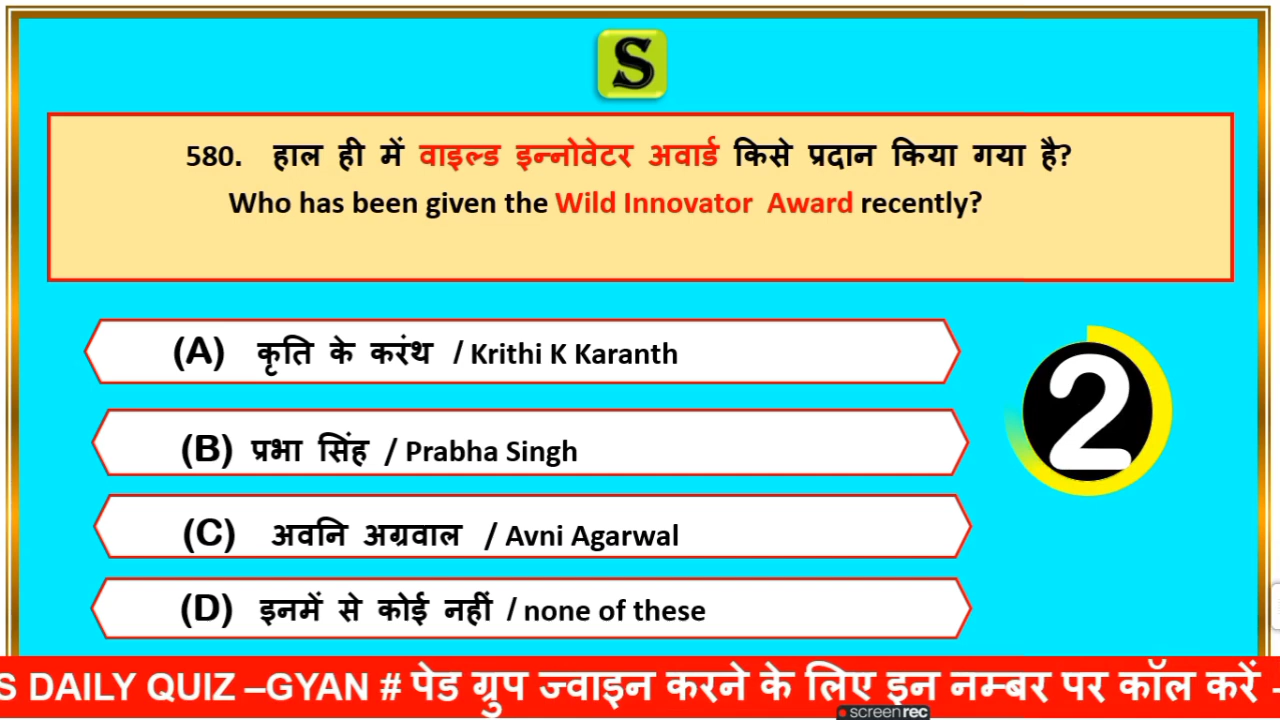 S
580. हाल ही में वाइल्ड इन्नोवेटर अवार्ड किसे प्रदान किया गया है?
Who has been given the Wild Innovator Award recently?
(A) कृति के करंथ / Krithi K Karanth
2
(B) प्रभा सिंह / Prabha Singh
(C) अवनि अग्रवाल / Avni Agarwal
(D) इनमें से कोई नहीं / none of these
S DAILY QUIZ –GYAN # पेड ग्रुप ज्वाइन करने के लिए इन नम्बर पर कॉल करें -
screenrec